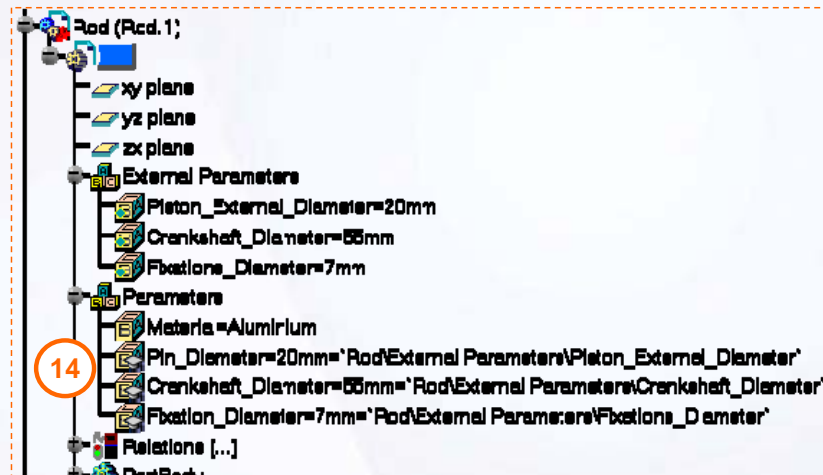 Rod (Rod.1)
xy plane
yz plane
zx plane
External Parameters
Piston_External_Diameter=20mm
Crankshaft_Diameter=55mm
Fixations_Diameter=7mm
Parameters
Material=Aluminium
14
Pin_Diameter=20mm=`Rod\External Parameters\Piston_External_Diameter`
Crankshaft_Diameter=55mm=`Rod\External Parameters\Crankshaft_Diameter`
Fixation_Diameter=7mm=`Rod\External Parameters\Fixations_Diameter`
Relations [...]
PartBody